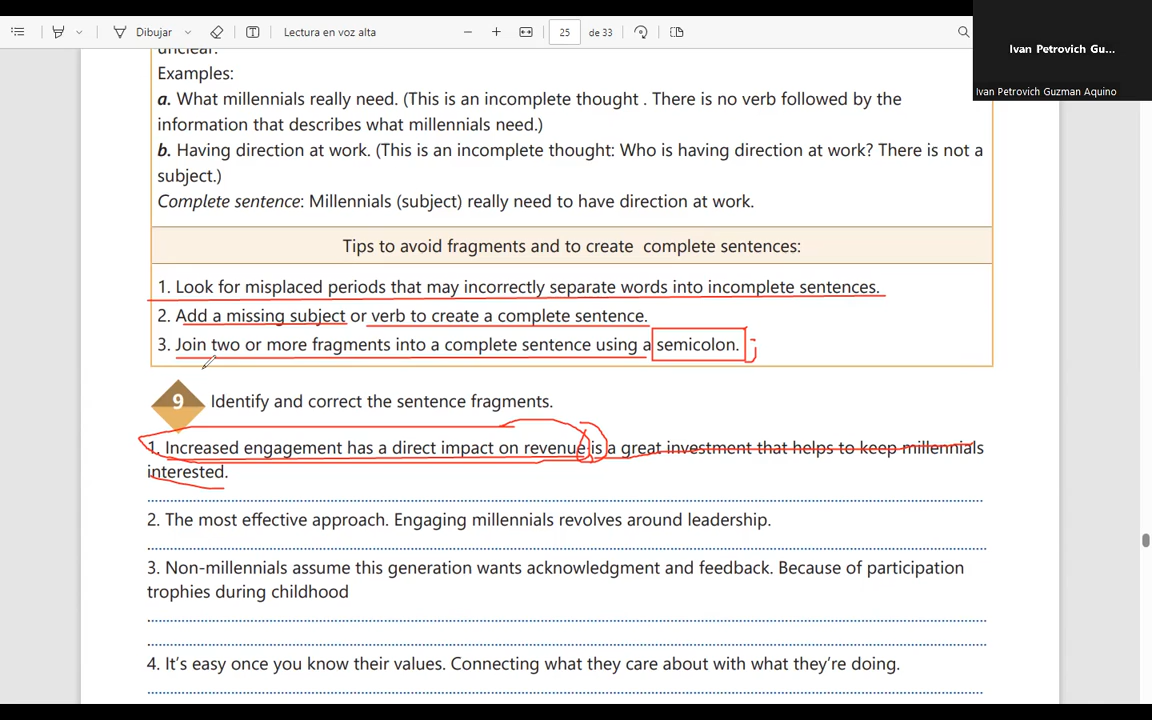 Dibujar
Lectura en voz alta
25
de 33
Ivan Petrovich Gu...
Ivan Petrovich Guzman Aquino
unclear.
Examples:
a. What millennials really need. (This is an incomplete thought . There is no verb followed by the
information that describes what millennials need.)
b. Having direction at work. (This is an incomplete thought: Who is having direction at work? There is not a
subject.)
Complete sentence: Millennials (subject) really need to have direction at work.
Tips to avoid fragments and to create complete sentences:
1. Look for misplaced periods that may incorrectly separate words into incomplete sentences.
2. Add a missing subject or verb to create a complete sentence.
3. Join two or more fragments into a complete sentence using a semicolon. ;
9 Identify and correct the sentence fragments.
1. Increased engagement has a direct impact on revenue is a great investment that helps to keep millennials
interested.
2. The most effective approach. Engaging millennials revolves around leadership.
3. Non-millennials assume this generation wants acknowledgment and feedback. Because of participation
trophies during childhood
4. It’s easy once you know their values. Connecting what they care about with what they’re doing.